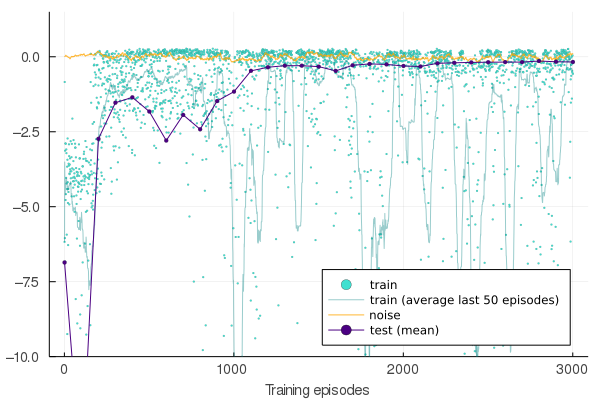 0.0
−2.5
−5.0
−7.5
−10.0
train
train (average last 50 episodes)
noise
test (mean)
0 1000 2000 3000
Training episodes